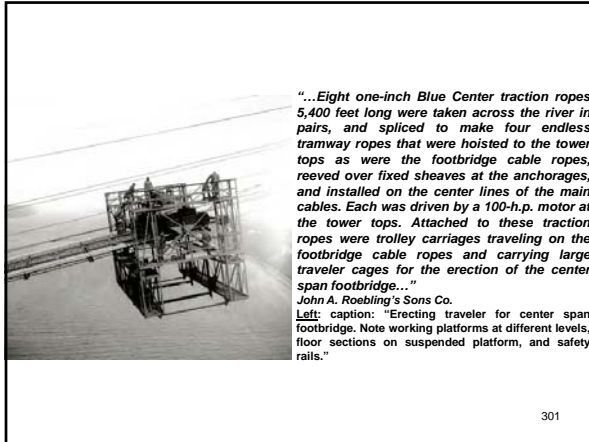 “…Eight one-inch Blue Center traction ropes
5,400 feet long were taken across the river in
pairs, and spliced to make four endless
tramway ropes that were hoisted to the tower
tops as were the footbridge cable ropes,
reeved over fixed sheaves at the anchorages,
and installed on the center lines of the main
cables. Each was driven by a 100-h.p. motor at
the tower tops. Attached to these traction
ropes were trolley carriages traveling on the
footbridge cable ropes and carrying large
traveler cages for the erection of the center
span footbridge…”
John A. Roebling’s Sons Co.
Left: caption: “Erecting traveler for center span
footbridge. Note working platforms at different levels,
floor sections on suspended platform, and safety
rails.”
301